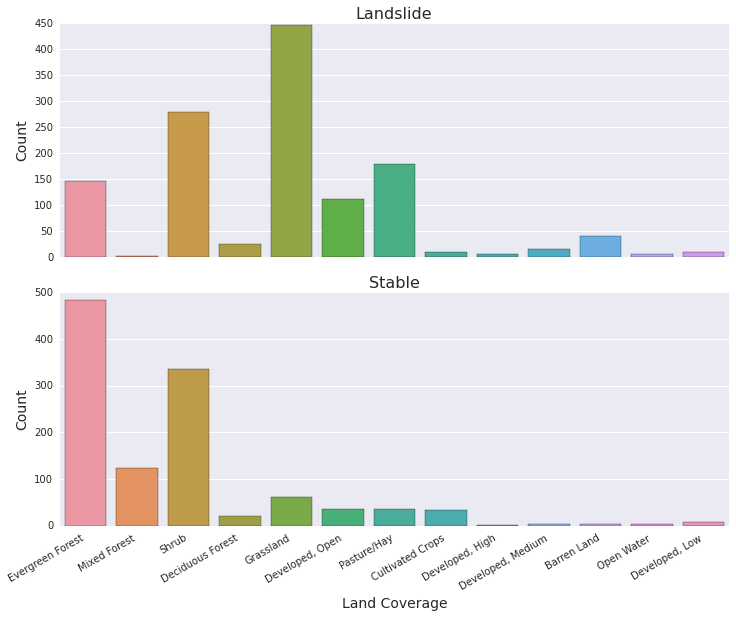 Landslide
450
400
350
300
250
200
150
100
50
0
Count
Stable
500
400
300
200
100
0
Count
Evergreen Forest
Mixed Forest
Shrub
Deciduous Forest
Grassland
Developed, Open
Pasture/Hay
Cultivated Crops
Developed, High
Developed, Medium
Barren Land
Open Water
Developed, Low
Land Coverage